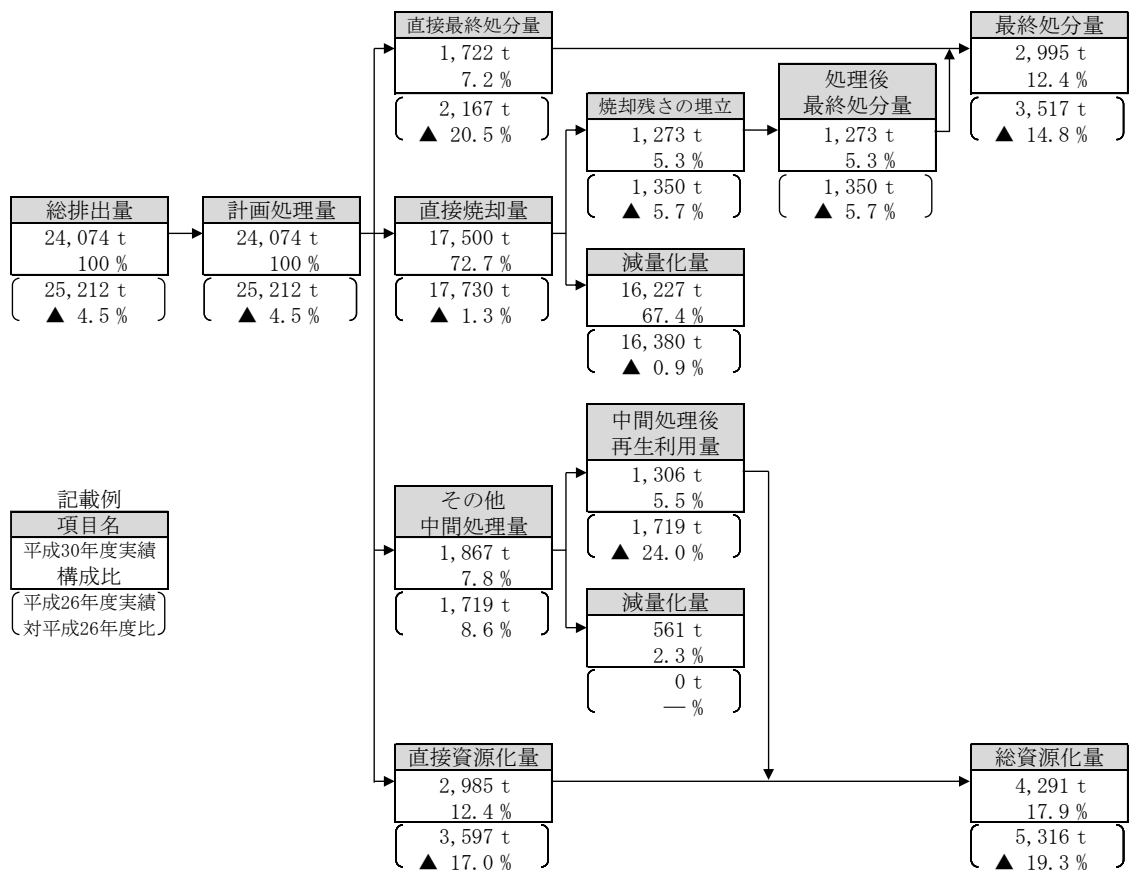 直接最終処分量
1,722 t
7.2 %
2,167 t
▲ 20.5 %
最終処分量
2,995 t
12.4 %
3,517 t
▲ 14.8 %
焼却残さの埋立
1,273 t
5.3 %
1,350 t
▲ 5.7 %
処理後
最終処分量
1,273 t
5.3 %
1,350 t
▲ 5.7 %
総排出量
24,074 t
100 %
25,212 t
▲ 4.5 %
計画処理量
24,074 t
100 %
25,212 t
▲ 4.5 %
直接焼却量
17,500 t
72.7 %
17,730 t
▲ 1.3 %
減量化量
16,227 t
67.4 %
16,380 t
▲ 0.9 %
中間処理後
再生利用量
1,306 t
5.5 %
1,719 t
▲ 24.0 %
記載例
項目名
平成30年度実績
構成比
平成26年度実績
対平成26年度比
その他
中間処理量
1,867 t
7.8 %
1,719 t
8.6 %
減量化量
561 t
2.3 %
0 t
― %
直接資源化量
2,985 t
12.4 %
3,597 t
▲ 17.0 %
総資源化量
4,291 t
17.9 %
5,316 t
▲ 19.3 %